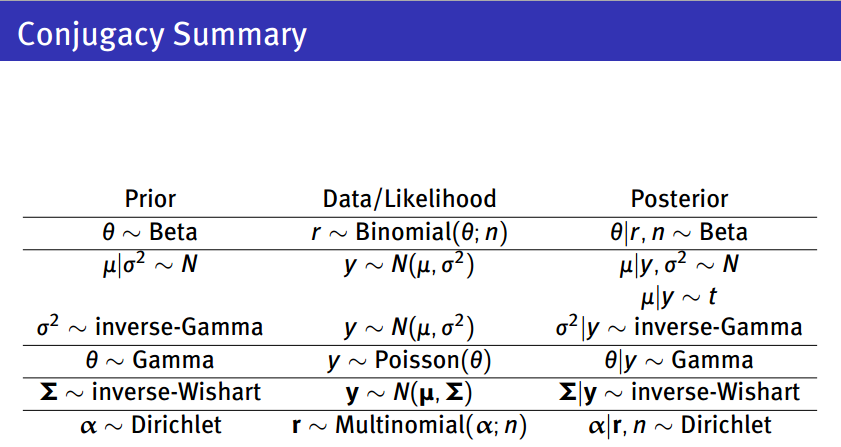 Conjugacy Summary
Prior Data/Likelihood Posterior
θ ∼ Beta r ∼ Binomial(θ; n) θ|r, n ∼ Beta
μ|σ² ∼ N y ∼ N(μ, σ²) μ|y, σ² ∼ N
μ|y ∼ t
σ² ∼ inverse-Gamma y ∼ N(μ, σ²) σ²|y ∼ inverse-Gamma
θ ∼ Gamma y ∼ Poisson(θ) θ|y ∼ Gamma
Σ ∼ inverse-Wishart y ∼ N(μ, Σ) Σ|y ∼ inverse-Wishart
α ∼ Dirichlet r ∼ Multinomial(α; n) α|r, n ∼ Dirichlet